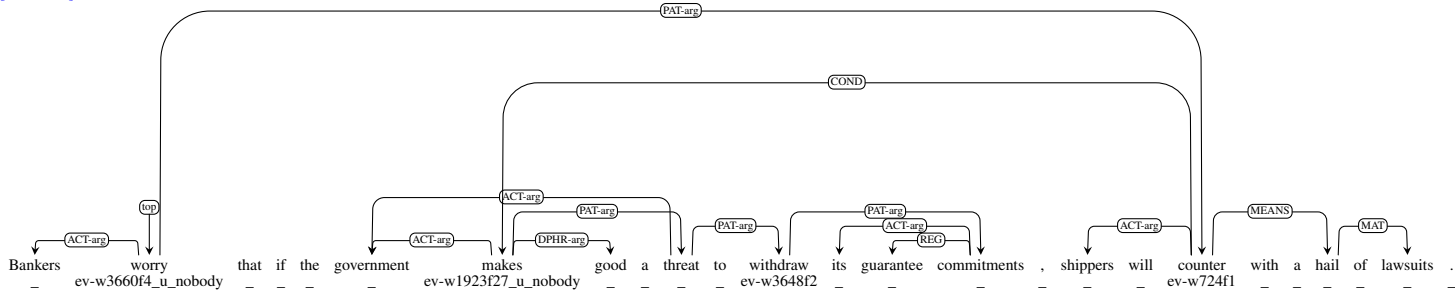 PAT-arg
COND
ACT-arg
top
PAT-arg
PAT-arg
PAT-arg
MEANS
ACT-arg
ACT-arg
ACT-arg
DPHR-arg
REG
ACT-arg
MAT
Bankers worry that if the government makes good a threat to withdraw its guarantee commitments , shippers will counter with a hail of lawsuits .
_ ev-w3660f4_u_nobody _ _ _ _ ev-w1923f27_u_nobody _ _ _ _ ev-w3648f2 _ _ _ _ _ _ ev-w724f1 _ _ _ _ _ _